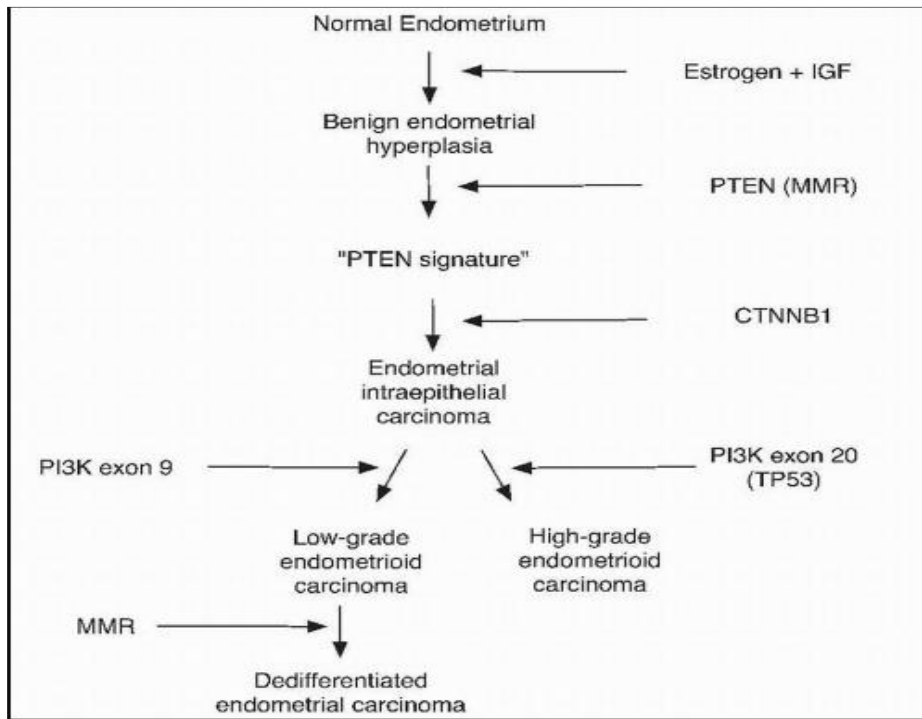 Normal Endometrium
Estrogen + IGF
Benign endometrial
hyperplasia
PTEN (MMR)
"PTEN signature"
CTNNB1
Endometrial
intraepithelial
carcinoma
PI3K exon 9
PI3K exon 20
(TP53)
Low-grade
endometrioid
carcinoma
High-grade
endometrioid
carcinoma
MMR
Dedifferentiated
endometrial carcinoma